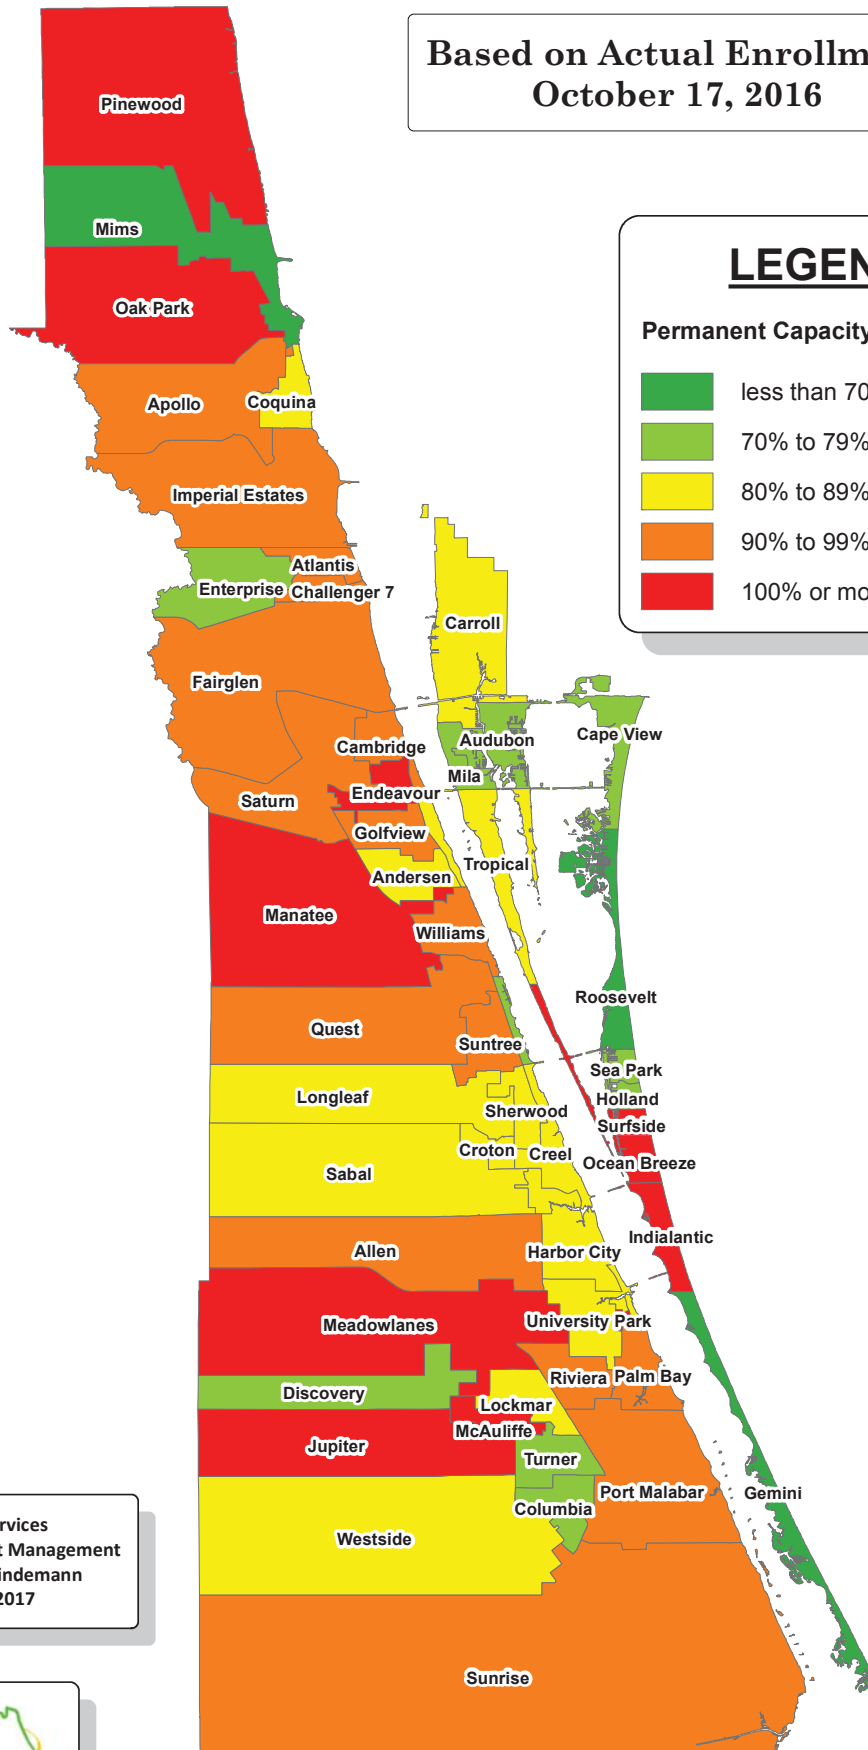 Based on Actual Enrollm
October 17, 2016
LEGEN
Permanent Capacity
less than 70
70% to 79%
80% to 89%
90% to 99%
100% or mo
Pinewood
Mims
Oak Park
Apollo
Coquina
Imperial Estates
Atlantis
Enterprise
Challenger 7
Carroll
Fairglen
Cape View
Audubon
Cambridge
Mila
Endeavour
Saturn
Golfview
Tropical
Andersen
Manatee
Williams
Roosevelt
Quest
Suntree
Sea Park
Longleaf
Holland
Sherwood
Surfside
Croton
Creel
Ocean Breeze
Sabal
Indialantic
Allen
Harbor City
Meadowlanes
University Park
Riviera
Palm Bay
Discovery
Lockmar
McAuliffe
Jupiter
Turner
Port Malabar
Gemini
Columbia
Westside
rvices
t Management
indemann
2017
Sunrise